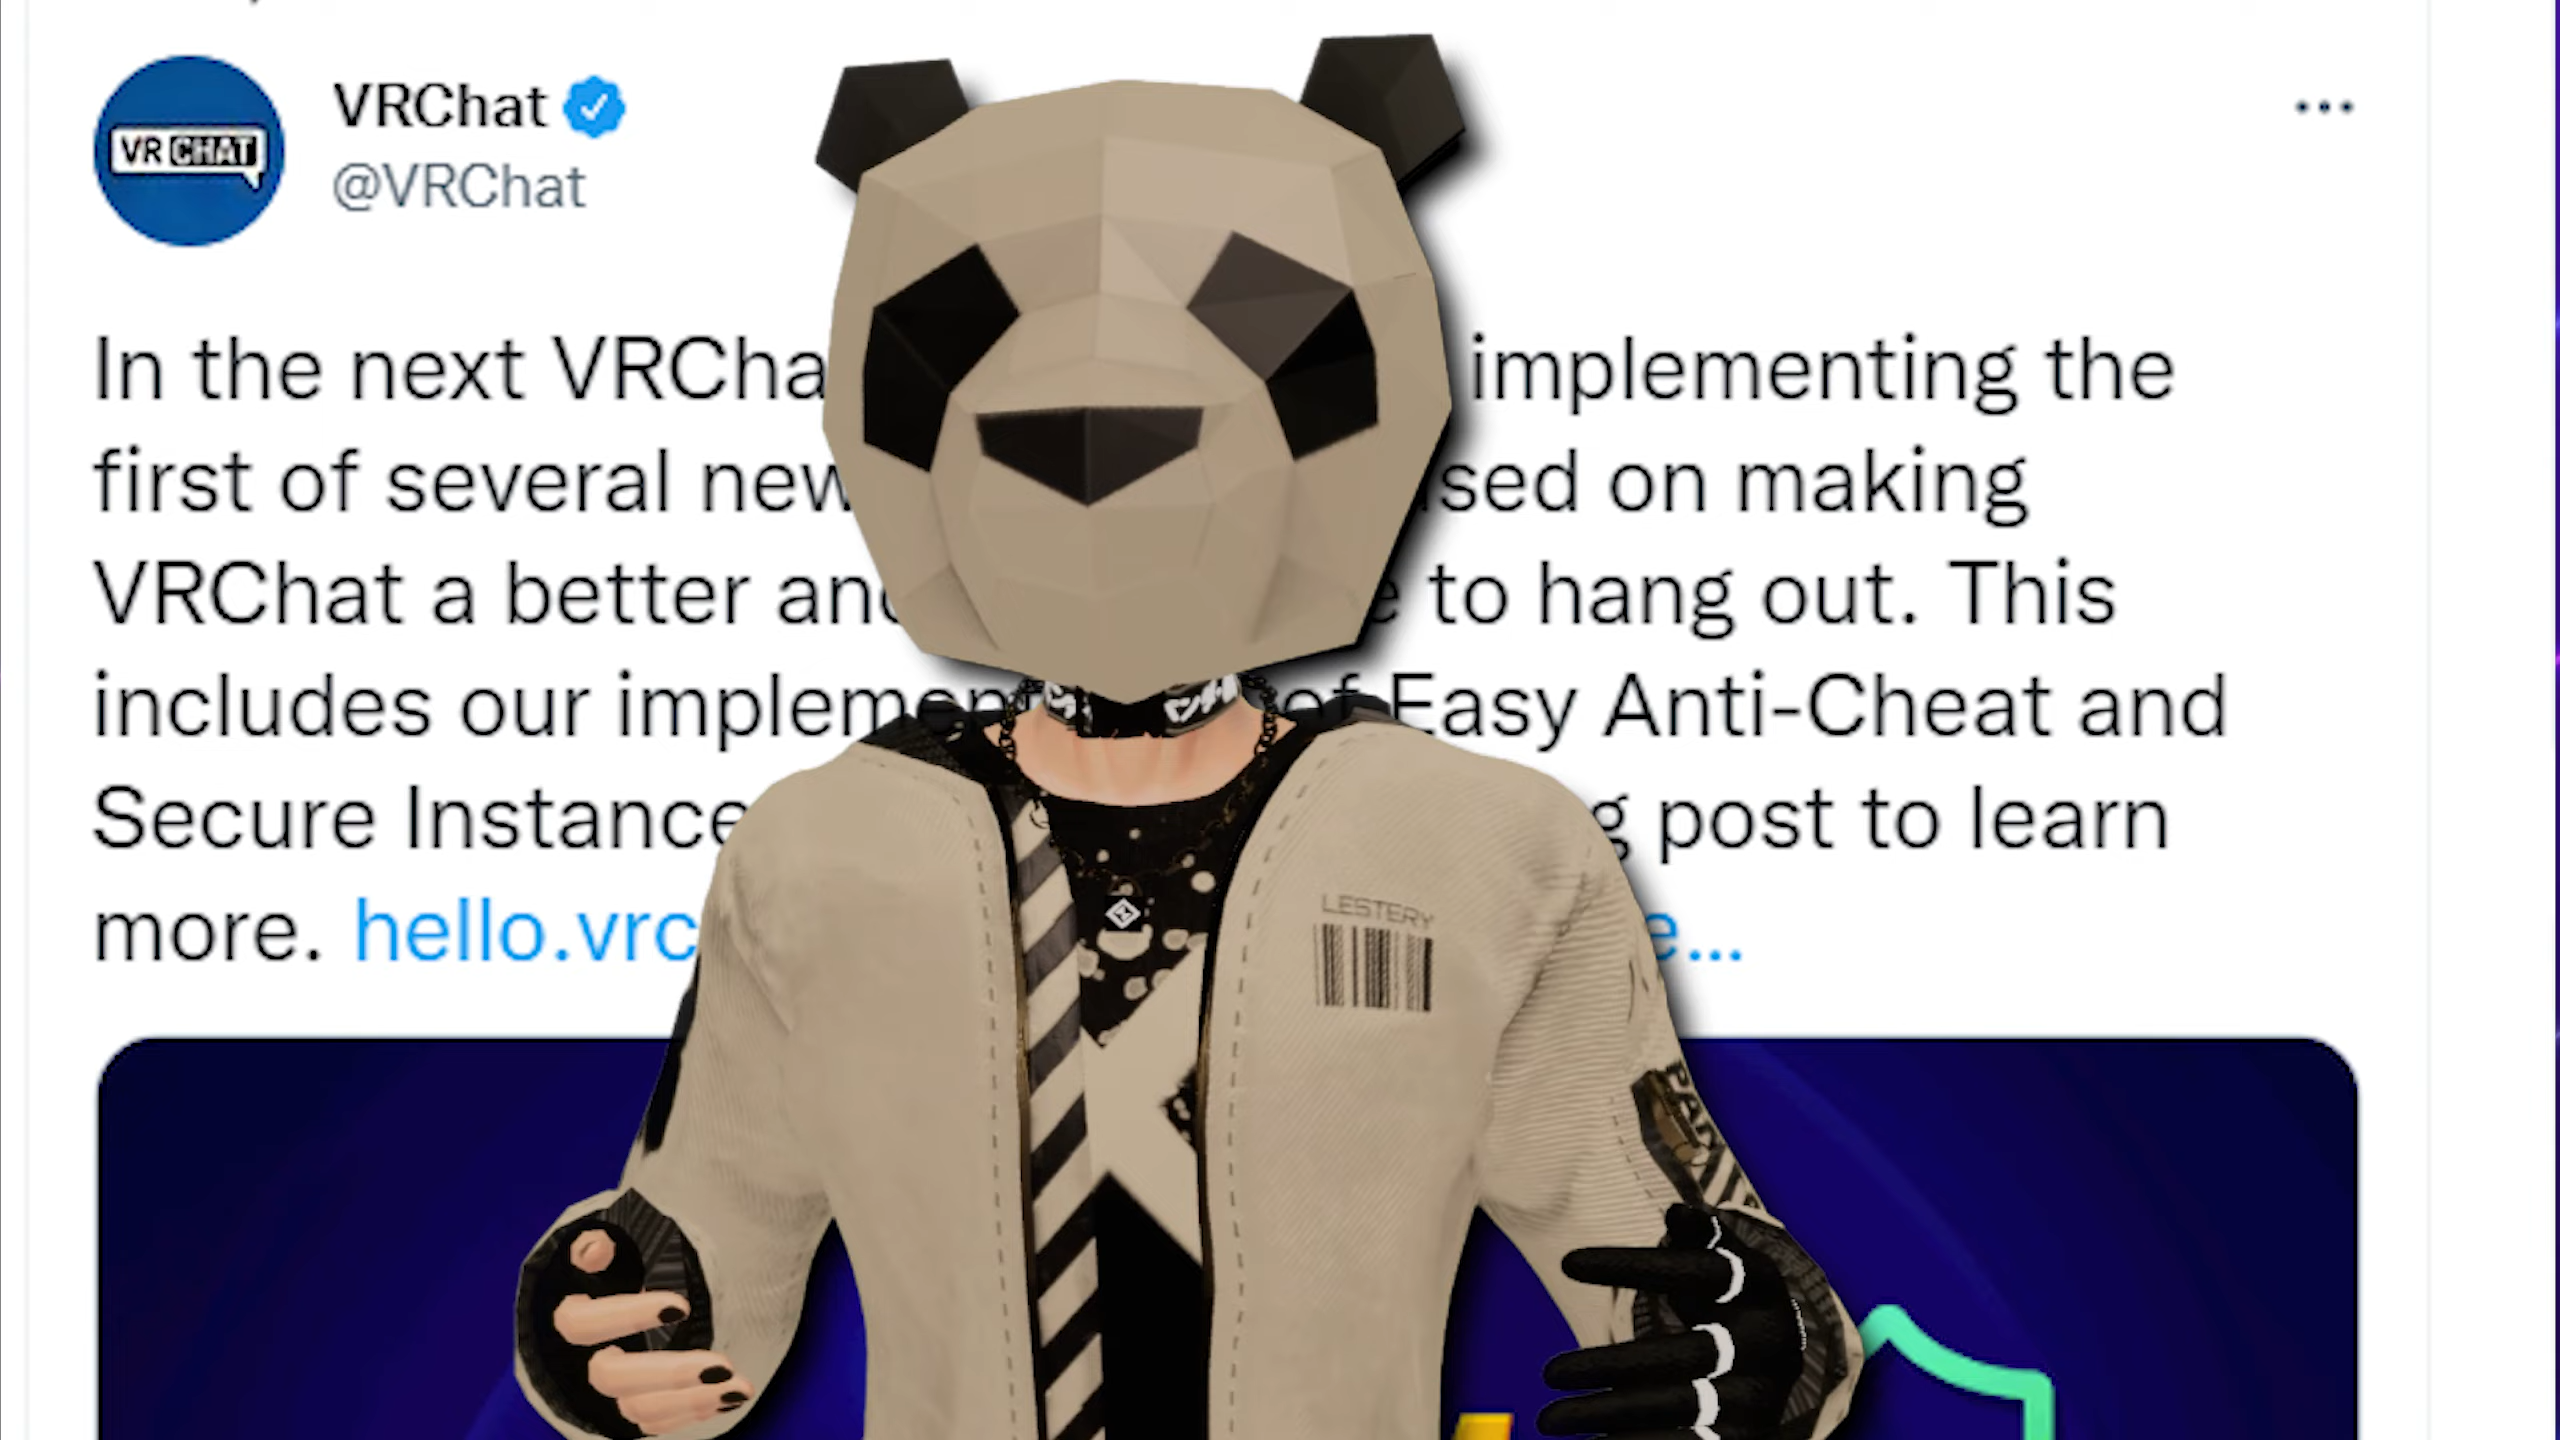 VRChat
VR CHAT
@VRChat
In the next VRCha implementing the
first of several new sed on making
VRChat a better and to hang out. This
includes our implemen of Easy Anti-Cheat and
Secure Instance g post to learn
more. hello.vrc e...
LESTERY